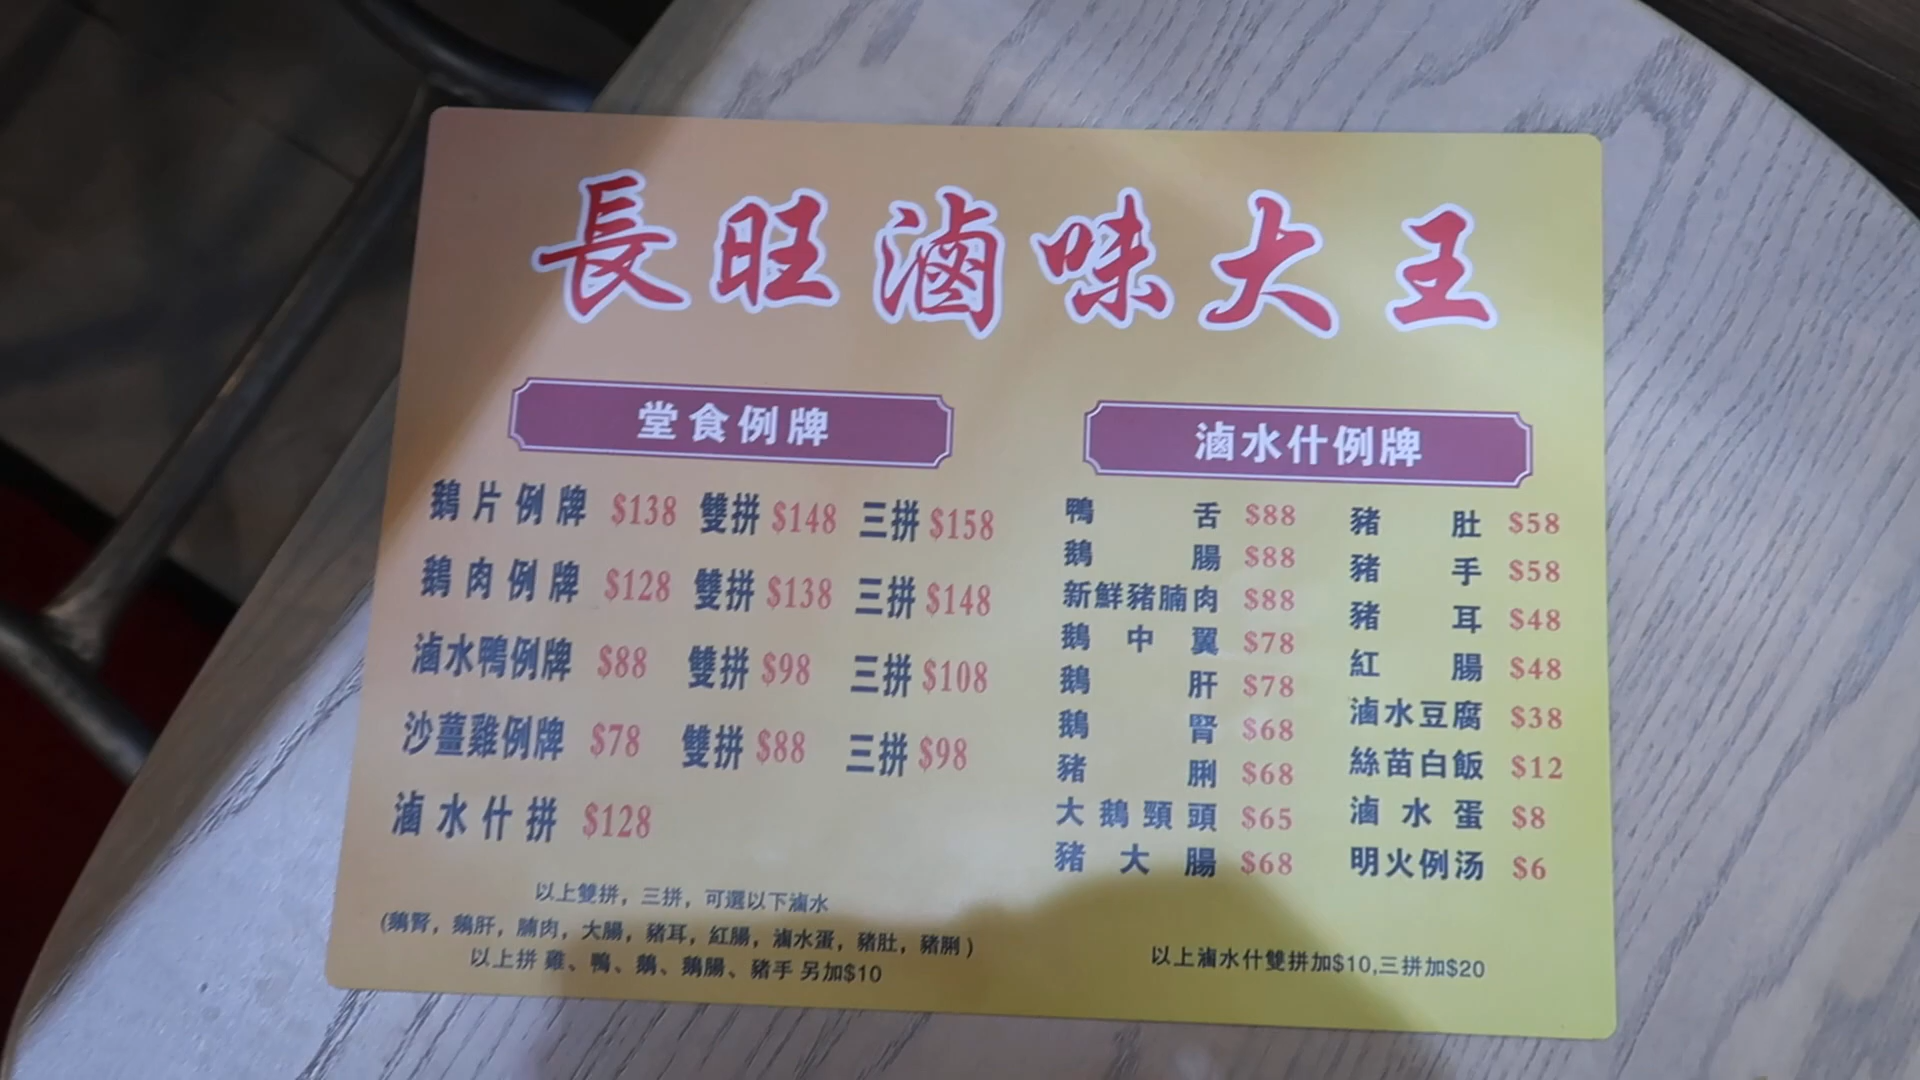 長旺滷味大王
堂食例牌
鵝片例牌 $138 雙拼 $148 三拼 $158
鵝肉例牌 $128 雙拼 $138 三拼 $148
滷水鴨例牌 $88 雙拼 $98 三拼 $108
沙薑雞例牌 $78 雙拼 $88 三拼 $98
滷水什拼 $128
以上雙拼，三拼，可選以下滷水
(鵝腎，鵝肝，腩肉，大腸，豬耳，紅腸，滷水蛋，豬肚，豬脷)
以上拼 雞、鴨、鵝、鵝腸、豬手 另加$10
滷水什例牌
鴨舌 $88
鵝腸 $88
新鮮豬腩肉 $88
鵝中翼 $78
鵝肝 $78
鵝腎 $68
豬脷 $68
大鵝頸頭 $65
豬大腸 $68
豬肚 $58
豬手 $58
豬耳 $48
紅腸 $48
滷水豆腐 $38
絲苗白飯 $12
滷水蛋 $8
明火例汤 $6
以上滷水什雙拼加$10,三拼加$20